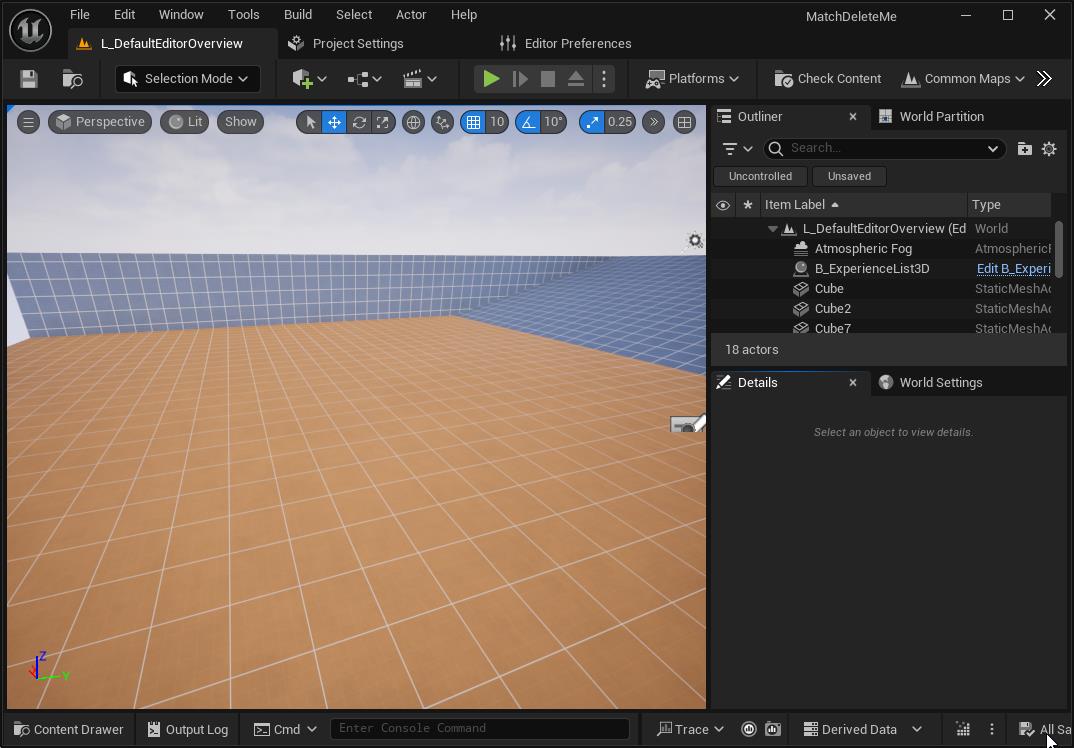 File Edit Window Tools Build Select Actor Help MatchDeleteMe
L_DefaultEditorOverview Project Settings Editor Preferences
Selection Mode Platforms Check Content Common Maps
Perspective Lit Show 10 10° 0.25
Outliner World Partition
Search...
Uncontrolled Unsaved
Item Label Type
L_DefaultEditorOverview (Ed World
Atmospheric Fog AtmosphericF
B_ExperienceList3D Edit B_Experi
Cube StaticMeshAc
Cube2 StaticMeshAc
Cube7 StaticMeshAc
18 actors
Details World Settings
Select an object to view details.
Z
Y
Content Drawer Output Log Cmd Enter Console Command Trace Derived Data All Sa